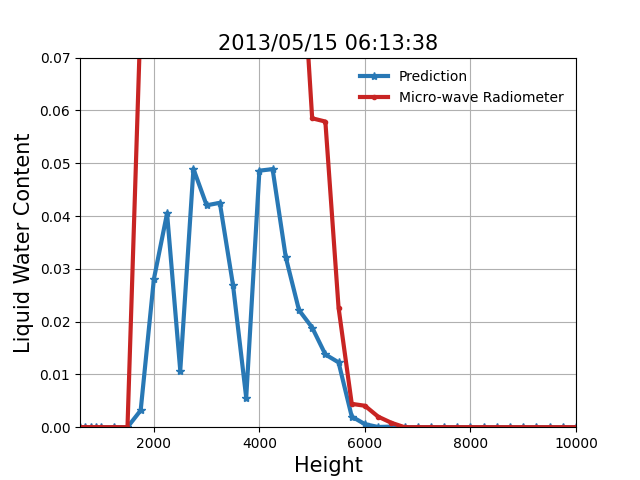 2013/05/15 06:13:38
0.07
0.06
0.05
0.04
0.03
0.02
0.01
0.00
Liquid Water Content
Prediction
Micro-wave Radiometer
2000 4000 6000 8000 10000
Height